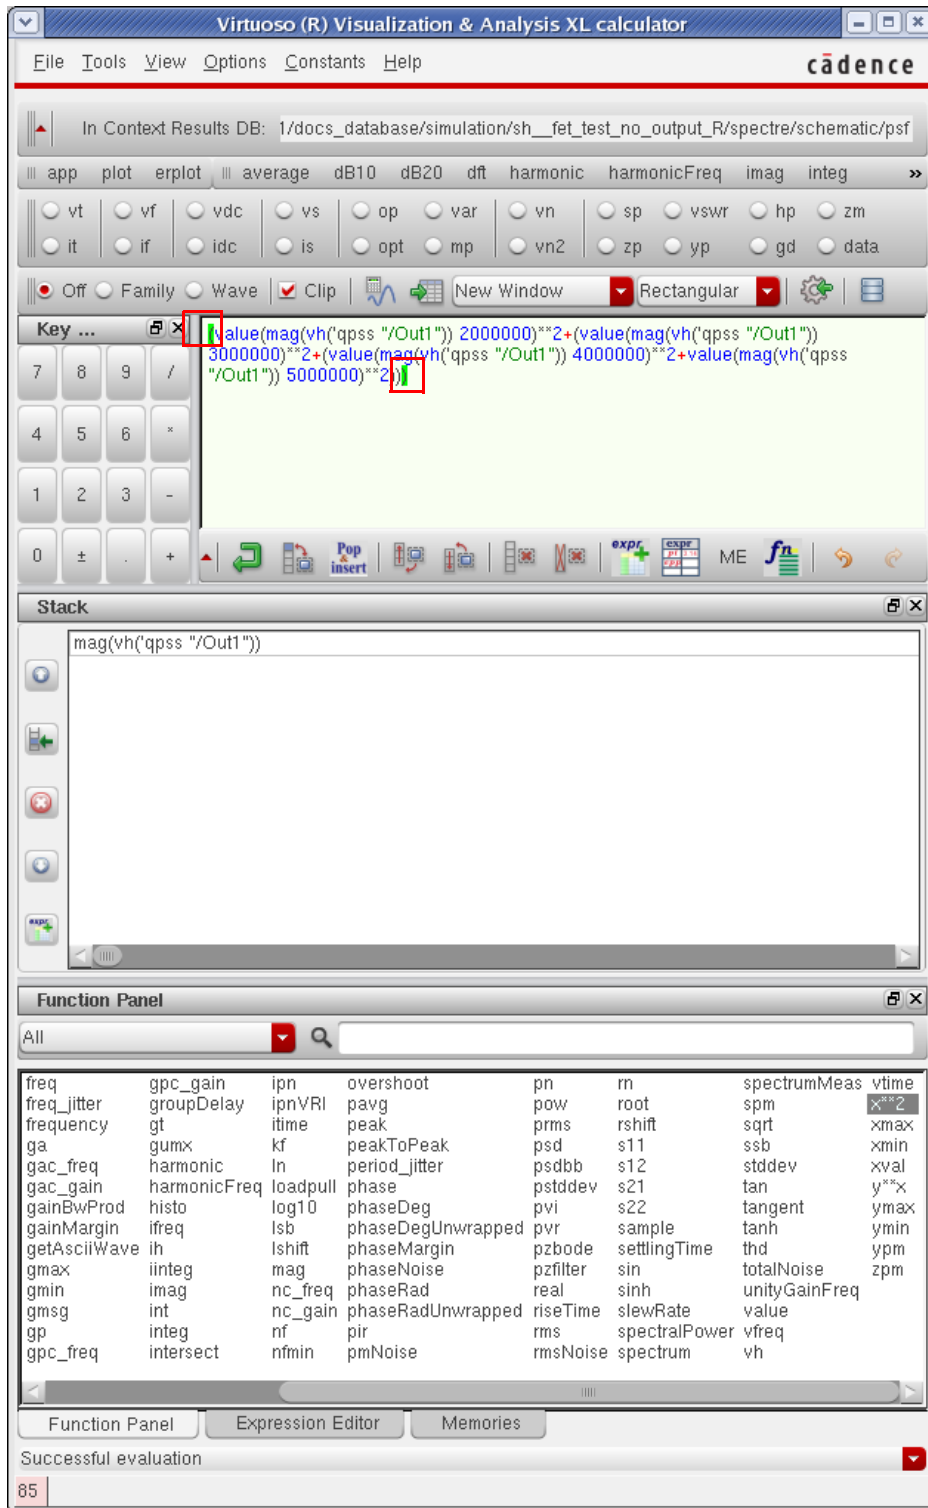 Virtuoso (R) Visualization & Analysis XL calculator
File Tools View Options Constants Help cādence
In Context Results DB: 1/docs_database/simulation/sh__fet_test_no_output_R/spectre/schematic/psf
app plot erplot average dB10 dB20 dft harmonic harmonicFreq imag integ »
vt vf vdc vs op var vn sp vswr hp zm
it if idc is opt mp vn2 zp yp gd data
Off Family Wave Clip New Window Rectangular
Key ...
7 8 9 /
4 5 6 *
1 2 3 -
0 ± . +
(value(mag(vh('qpss "/Out1")) 2000000)**2+(value(mag(vh('qpss "/Out1"))
3000000)**2+(value(mag(vh('qpss "/Out1")) 4000000)**2+value(mag(vh('qpss
"/Out1")) 5000000)**2)))
Pop & insert expr expr ME fn
Stack
mag(vh('qpss "/Out1"))
expr
Function Panel
All
freq gpc_gain ipn overshoot pn rn spectrumMeas vtime
freq_jitter groupDelay ipnVRI pavg pow root spm x**2
frequency gt itime peak prms rshift sqrt xmax
ga gumx kf peakToPeak psd s11 ssb xmin
gac_freq harmonic ln period_jitter psdbb s12 stddev xval
gac_gain harmonicFreq loadpull phase pstddev s21 tan y**x
gainBwProd histo log10 phaseDeg pvi s22 tangent ymax
gainMargin ifreq lsb phaseDegUnwrapped pvr sample tanh ymin
getAsciiWave ih lshift phaseMargin pzbode settlingTime thd ypm
gmax iinteg mag phaseNoise pzfilter sin totalNoise zpm
gmin imag nc_freq phaseRad real sinh unityGainFreq
gmsg int nc_gain phaseRadUnwrapped riseTime slewRate value
gp integ nf pir rms spectralPower vfreq
gpc_freq intersect nfmin pmNoise rmsNoise spectrum vh
Function Panel Expression Editor Memories
Successful evaluation
85